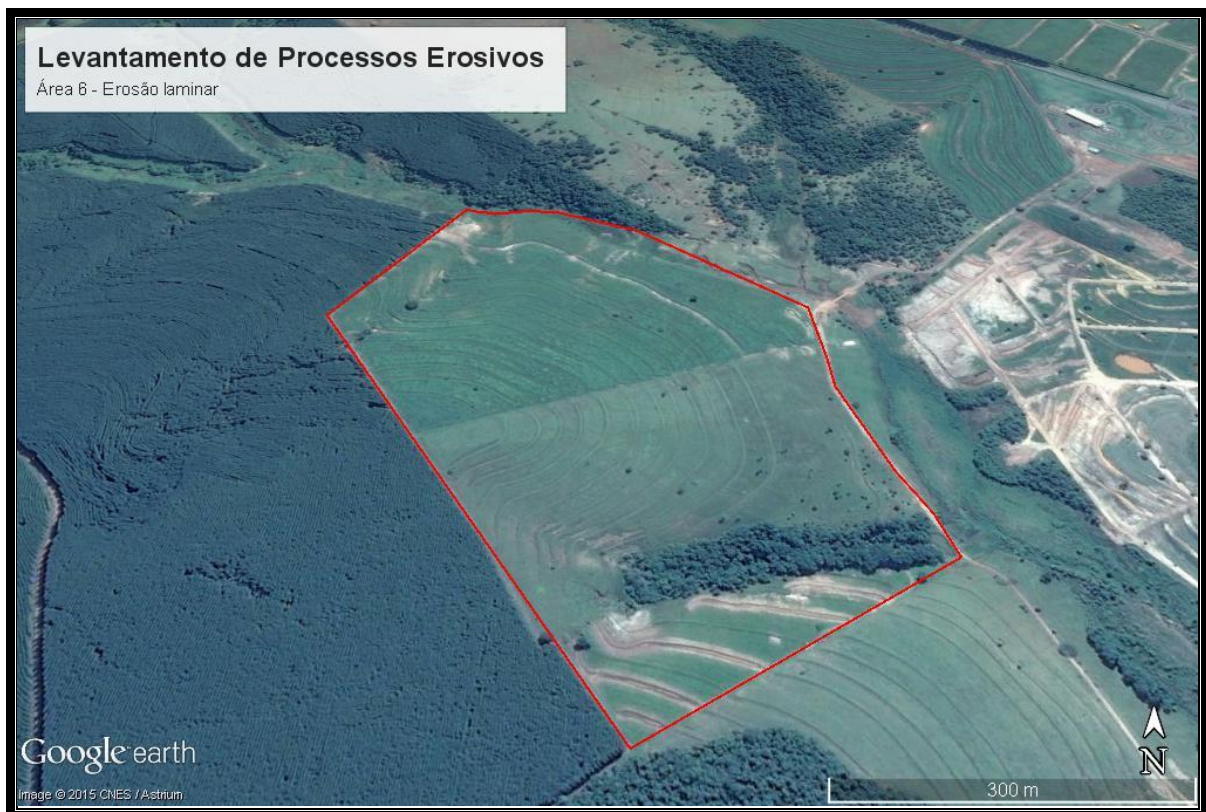 Levantamento de Processos Erosivos
Área 6 - Erosão laminar
Google earth
Image © 2015 CNES / Astrium
N
300 m